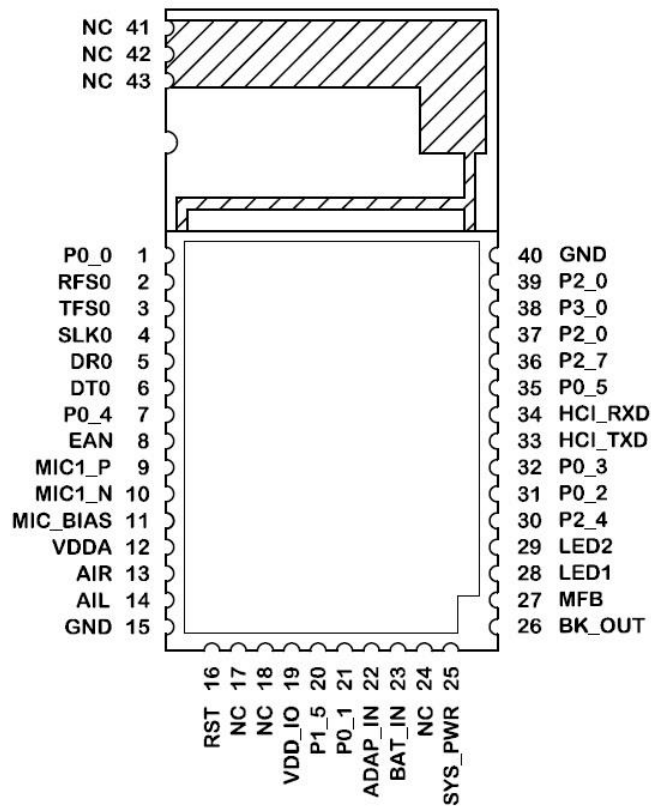 NC 41
NC 42
NC 43
P0_0 1
RFS0 2
TFS0 3
SLK0 4
DR0 5
DT0 6
P0_4 7
EAN 8
MIC1_P 9
MIC1_N 10
MIC_BIAS 11
VDDA 12
AIR 13
AIL 14
GND 15
RST 16
NC 17
NC 18
VDD_IO 19
P1_5 20
P0_1 21
ADAP_IN 22
BAT_IN 23
NC 24
SYS_PWR 25
40 GND
39 P2_0
38 P3_0
37 P2_0
36 P2_7
35 P0_5
34 HCI_RXD
33 HCI_TXD
32 P0_3
31 P0_2
30 P2_4
29 LED2
28 LED1
27 MFB
26 BK_OUT